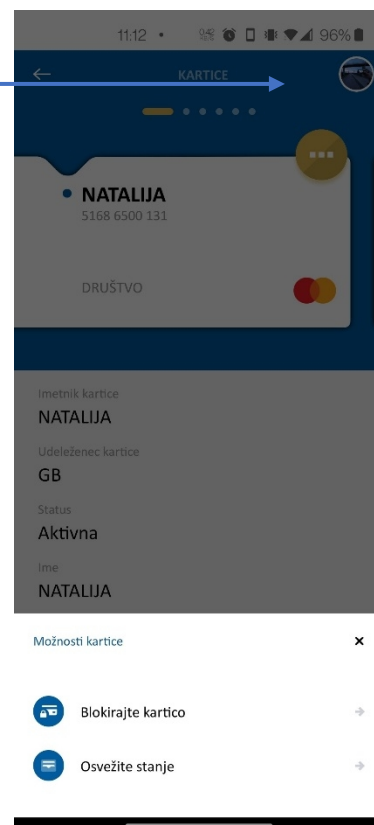 11:12 • 96%
KARTICE
NATALIJA
5168 6500 131
DRUŠTVO
Imetnik kartice
NATALIJA
Udeleženec kartice
GB
Status
Aktivna
Ime
NATALIJA
Možnosti kartice
Blokirajte kartico
Osvežite stanje